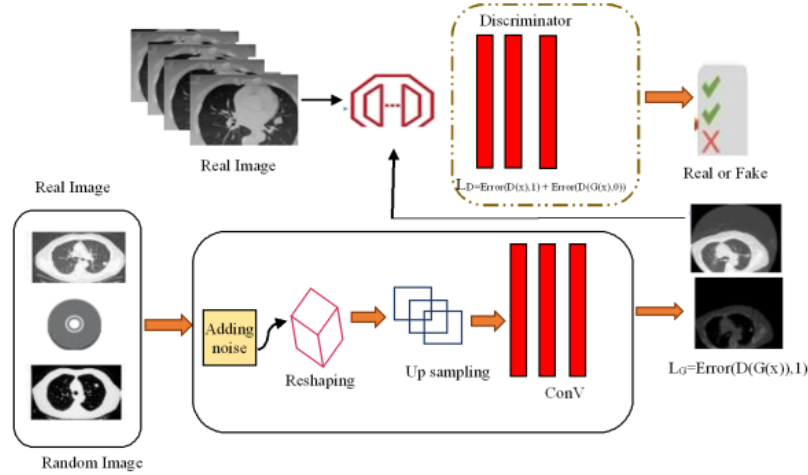 Discriminator
Real Image
LD=Error(D(x),1) + Error(D(G(x),0))
Real or Fake
Real Image
Adding
noise
Reshaping
Up sampling
ConV
LG=Error(D(G(x)),1)
Random Image